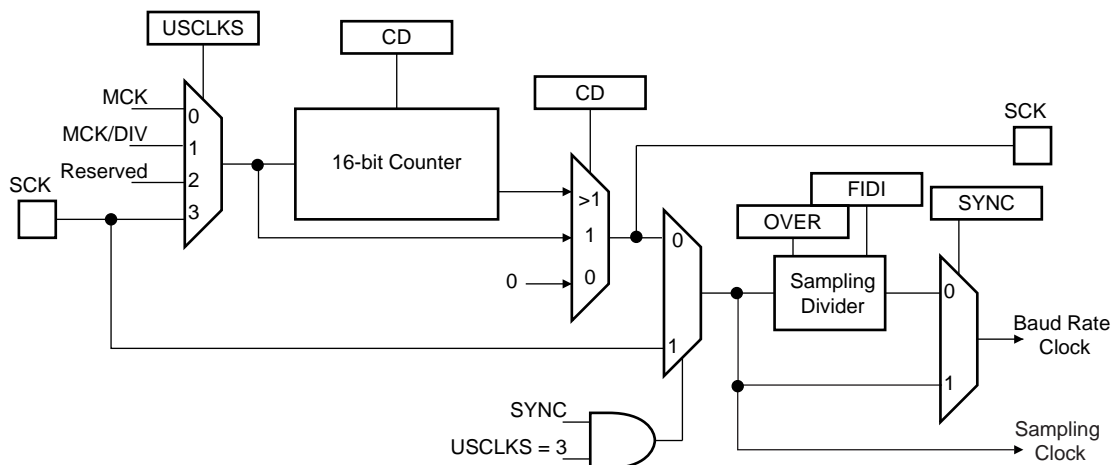 USCLKS
CD
CD
MCK
0
MCK/DIV
1
Reserved
2
SCK
3
16-bit Counter
>1
1
0
0
SCK
FIDI
OVER
SYNC
0
1
Sampling
Divider
0
1
Baud Rate
Clock
SYNC
USCLKS = 3
Sampling
Clock